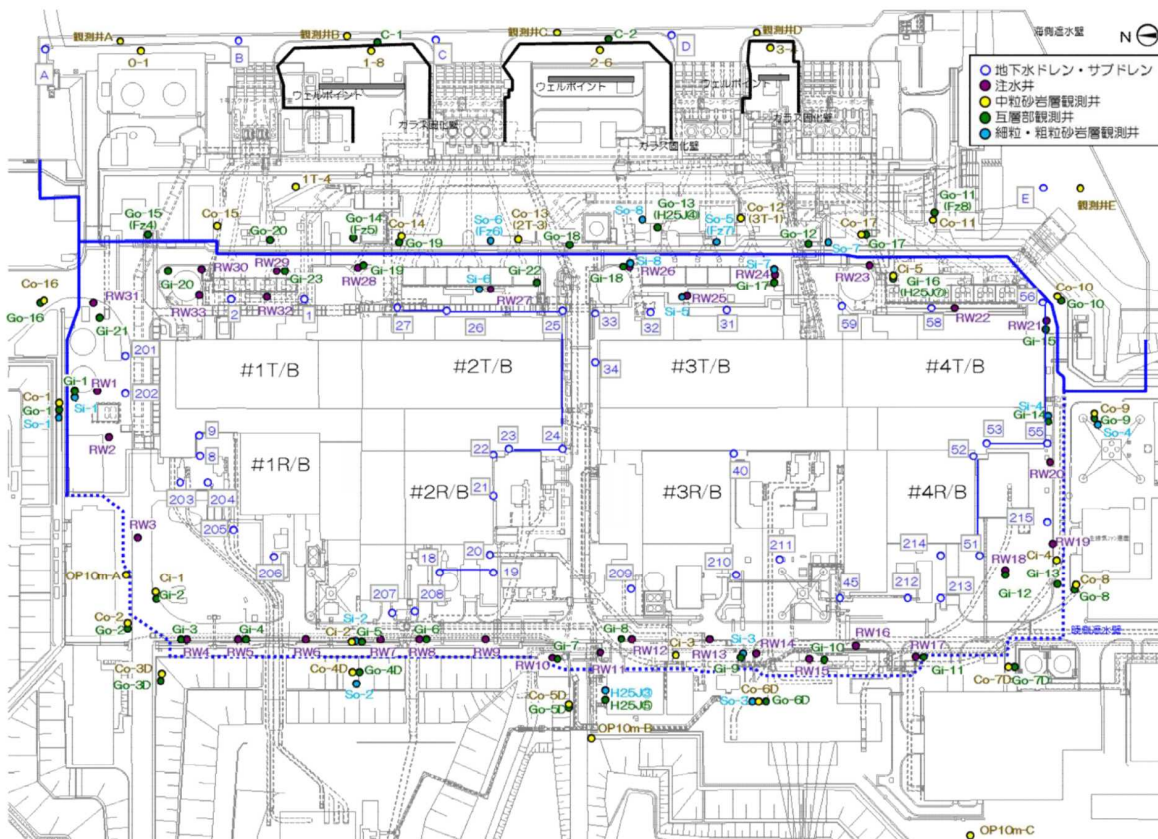 観測井A
観測井B
C-1
観測井C
C-2
観測井D
海側遮水壁
N
A
0-1
B
1-8
C
2-6
D
3-4
地下水ドレン・サブドレン
注水井
中粒砂岩層観測井
互層部観測井
細粒・粗粒砂岩層観測井
ウェルポイント
ウェルポイント
ウェルポイント
ガラス固化壁
ガラス固化壁
ガラス固化壁
1T-4
E
観測井E
Go-15
(Fz4)
Co-15
Go-20
Go-14
(Fz5)
Co-14
Go-19
So-6
(Fz6)
Co-13
(2T-3)
Go-18
So-8
Go-13
(H25J④)
So-5
(Fz7)
Co-12
(3T-1)
Go-12
So-7
Co-17
Go-17
Go-11
(Fz8)
Co-11
Gi-20
RW30
RW29
Gi-23
Gi-19
Si-6
Gi-22
RW27
Gi-18
Si-8
RW26
Si-7
RW24
Gi-17
RW23
Ci-5
Gi-16
(H25J⑦)
Co-10
Go-10
Co-16
Go-16
RW31
Gi-21
RW33
2
RW32
1
27
26
25
33
32
Si-5
RW25
31
59
58
RW22
56
RW21
Gi-15
201
202
#1T/B
#2T/B
34
#3T/B
#4T/B
Gi-1
RW1
Si-1
Co-1
Go-1
So-1
RW2
9
8
#1R/B
22
23
24
21
#2R/B
40
#3R/B
52
53
55
#4R/B
Si-4
Gi-14
Co-9
Go-9
So-4
RW20
203
204
205
206
RW3
18
20
19
207
208
209
210
211
45
212
213
214
51
215
RW18
Gi-12
RW19
Ci-4
Gi-13
Co-8
Go-8
OP10m-A
Ci-1
Gi-2
Co-2
Go-2
Gi-3
RW4
Gi-4
RW5
RW6
Si-2
Ci-2
Gi-5
RW7
Gi-6
RW8
RW9
Gi-7
RW10
Gi-8
RW11
RW12
Ci-3
RW13
Si-3
Gi-9
RW14
RW15
Gi-10
RW16
RW17
Gi-11
陸側遮水壁
Co-3D
Go-3D
Co-4D
Go-4D
So-2
Co-5D
Go-5D
H25J③
H25J⑤
OP10m-B
So-3
Co-6D
Go-6D
Co-7D
Go-7D
OP10m-C